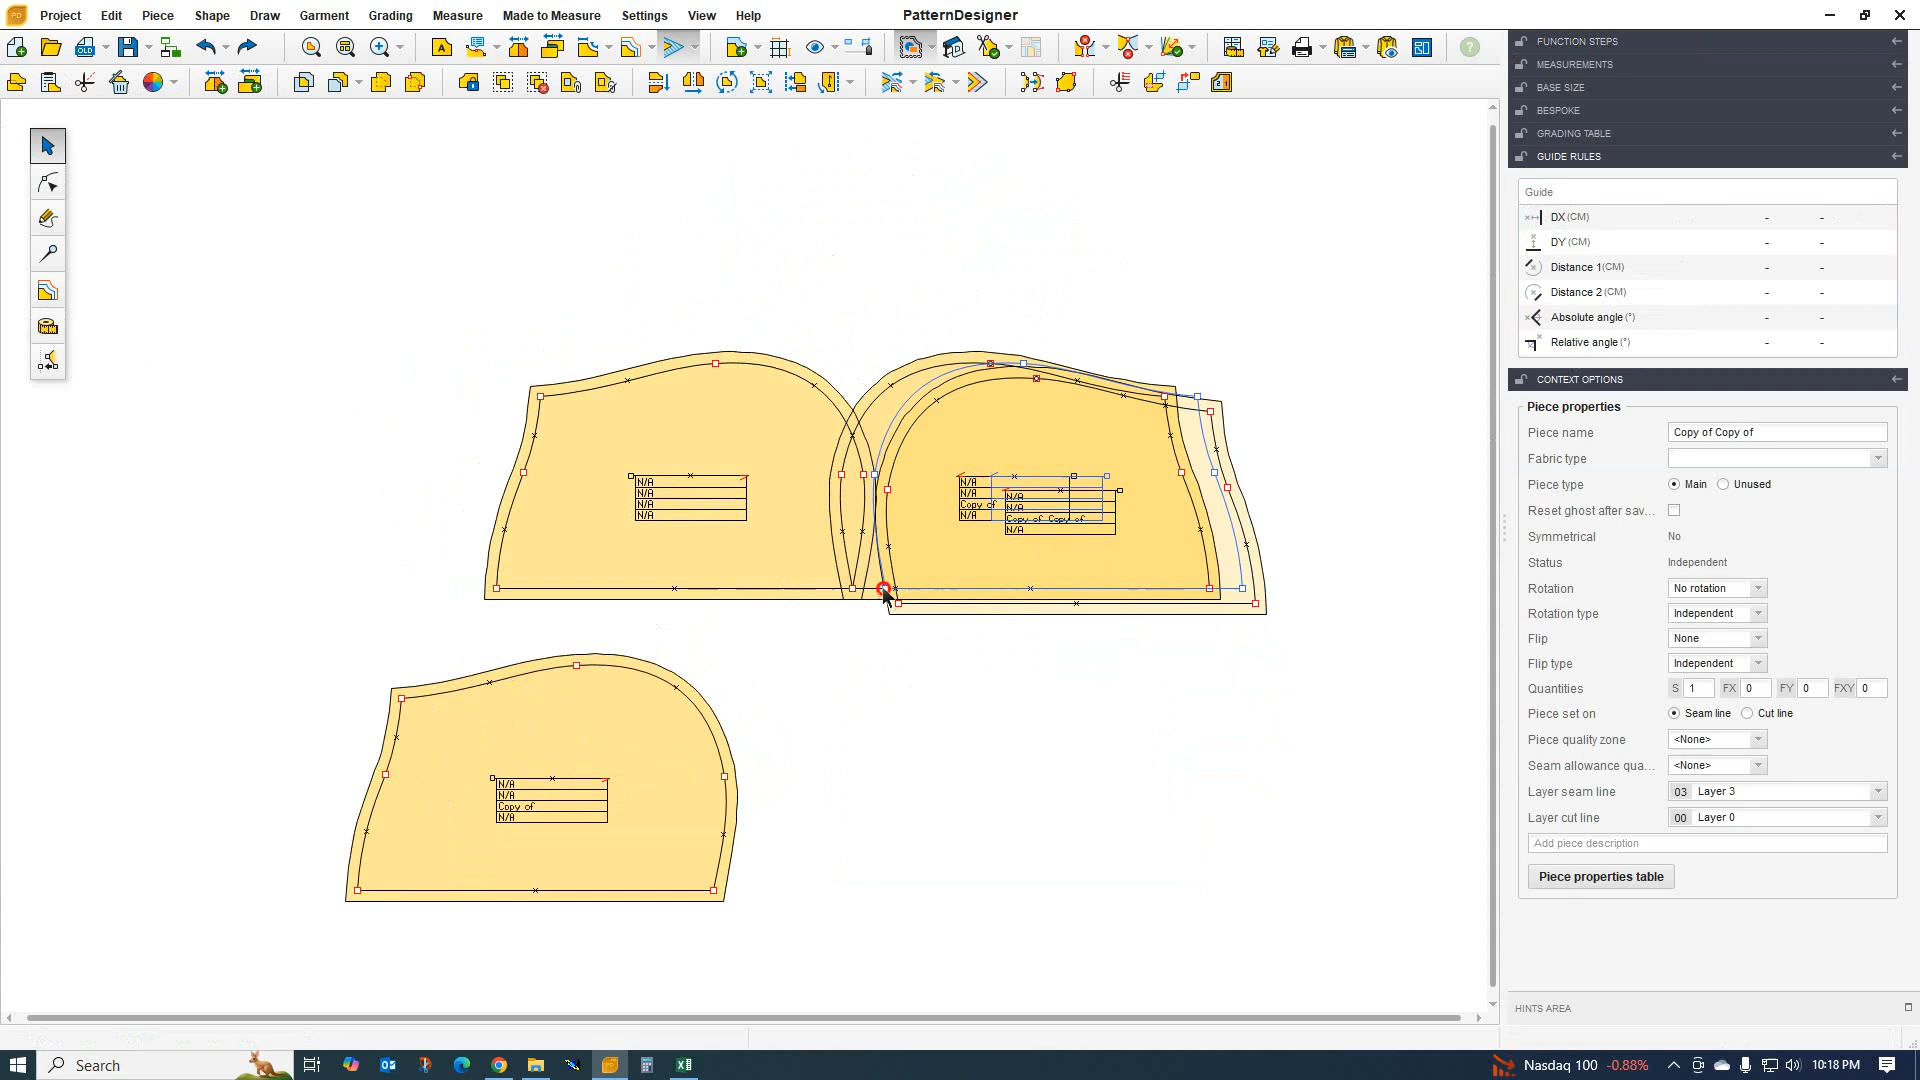 Project Edit Piece Shape Draw Garment Grading Measure Made to Measure Settings View Help PatternDesigner
FUNCTION STEPS
MEASUREMENTS
BASE SIZE
BESPOKE
GRADING TABLE
GUIDE RULES
Guide
DX (CM) - -
DY (CM) - -
Distance 1(CM) - -
Distance 2 (CM) - -
Absolute angle (°) - -
Relative angle (°) - -
CONTEXT OPTIONS
Piece properties
Piece name Copy of Copy of
Fabric type
Piece type Main Unused
Reset ghost after sav...
Symmetrical No
Status Independent
Rotation No rotation
Rotation type Independent
Flip None
Flip type Independent
Quantities S 1 FX 0 FY 0 FXY 0
Piece set on Seam line Cut line
Piece quality zone <None>
Seam allowance qua... <None>
Layer seam line 03 Layer 3
Layer cut line 00 Layer 0
Add piece description
Piece properties table
HINTS AREA
N/A
N/A
N/A
N/A
N/A
N/A
Copy of
N/A
N/A
N/A
Copy of Copy of
N/A
N/A
N/A
Copy of
N/A
Search
Nasdaq 100 -0.88% 10:18 PM